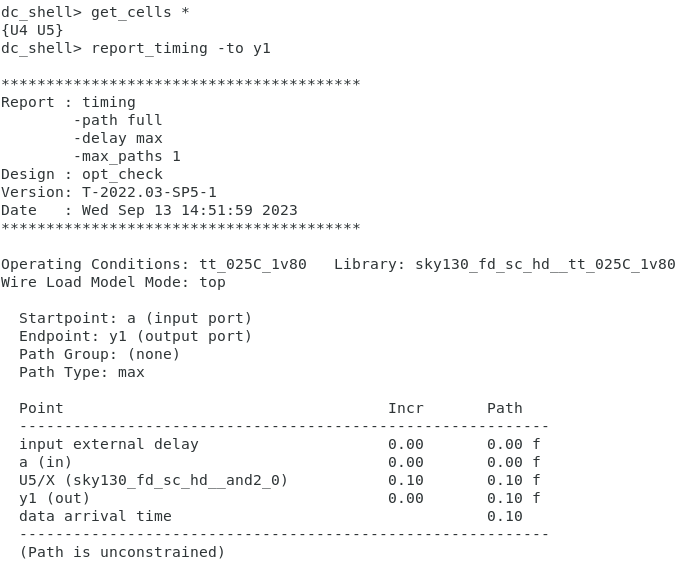 dc_shell> get_cells *
{U4 U5}
dc_shell> report_timing -to y1

****************************************
Report : timing
        -path full
        -delay max
        -max_paths 1
Design : opt_check
Version: T-2022.03-SP5-1
Date   : Wed Sep 13 14:51:59 2023
****************************************

Operating Conditions: tt_025C_1v80   Library: sky130_fd_sc_hd__tt_025C_1v80
Wire Load Model Mode: top

  Startpoint: a (input port)
  Endpoint: y1 (output port)
  Path Group: (none)
  Path Type: max

  Point                                    Incr       Path
  -----------------------------------------------------------
  input external delay                     0.00       0.00 f
  a (in)                                   0.00       0.00 f
  U5/X (sky130_fd_sc_hd__and2_0)           0.10       0.10 f
  y1 (out)                                 0.00       0.10 f
  data arrival time                                   0.10
  -----------------------------------------------------------
  (Path is unconstrained)